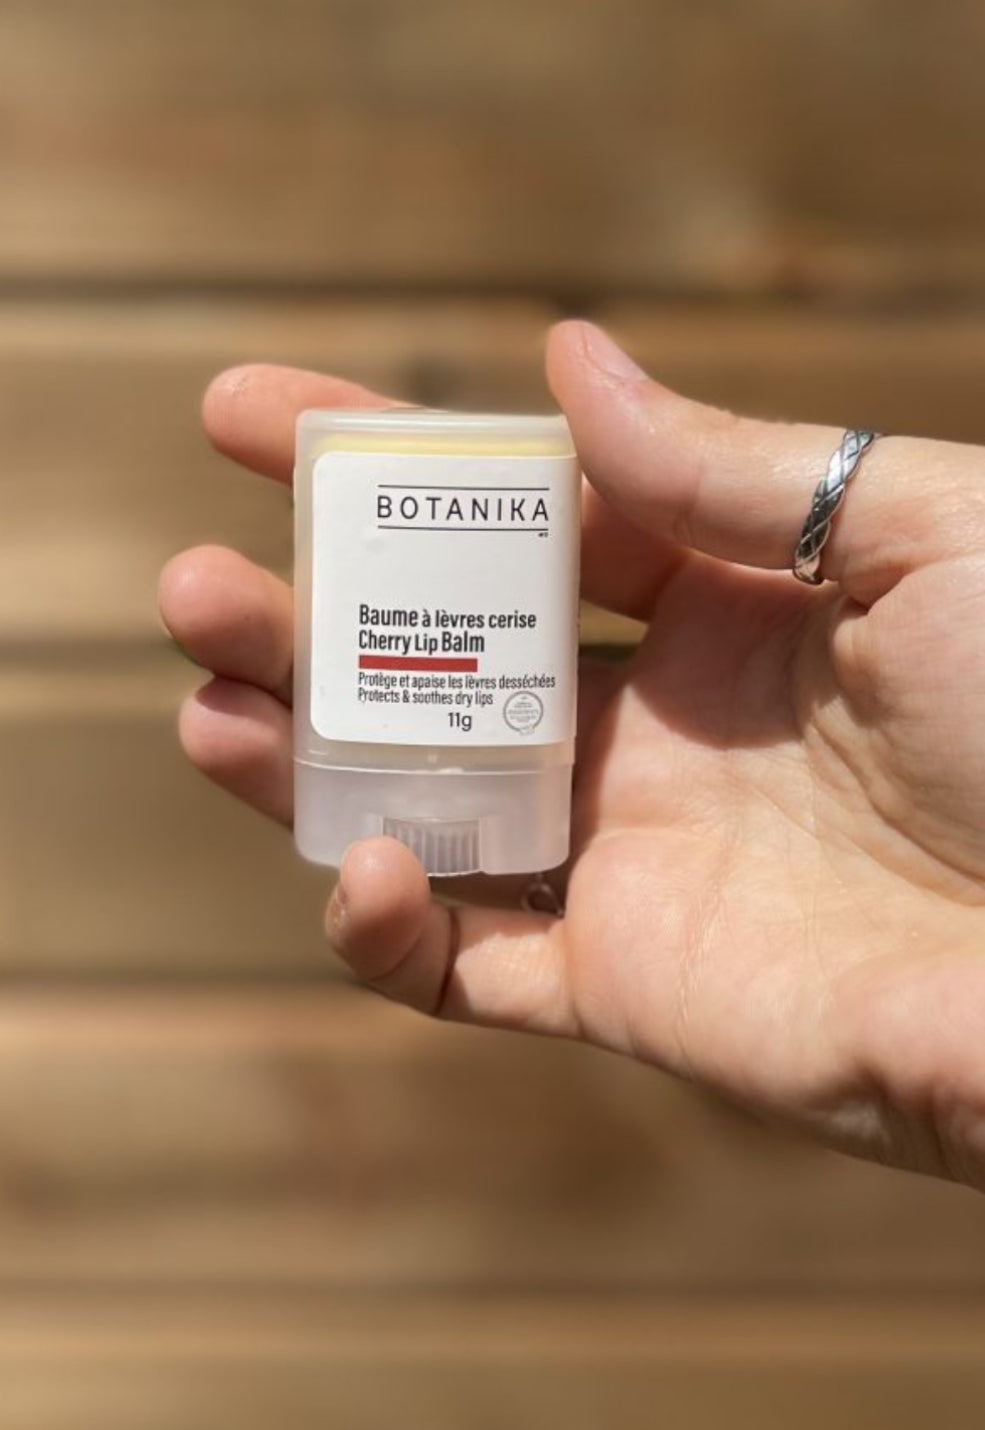 BOTANIKA
Baume à lèvres cerise
Cherry Lip Balm
Protège et apaise les lèvres desséchées
Protects & soothes dry lips
11g